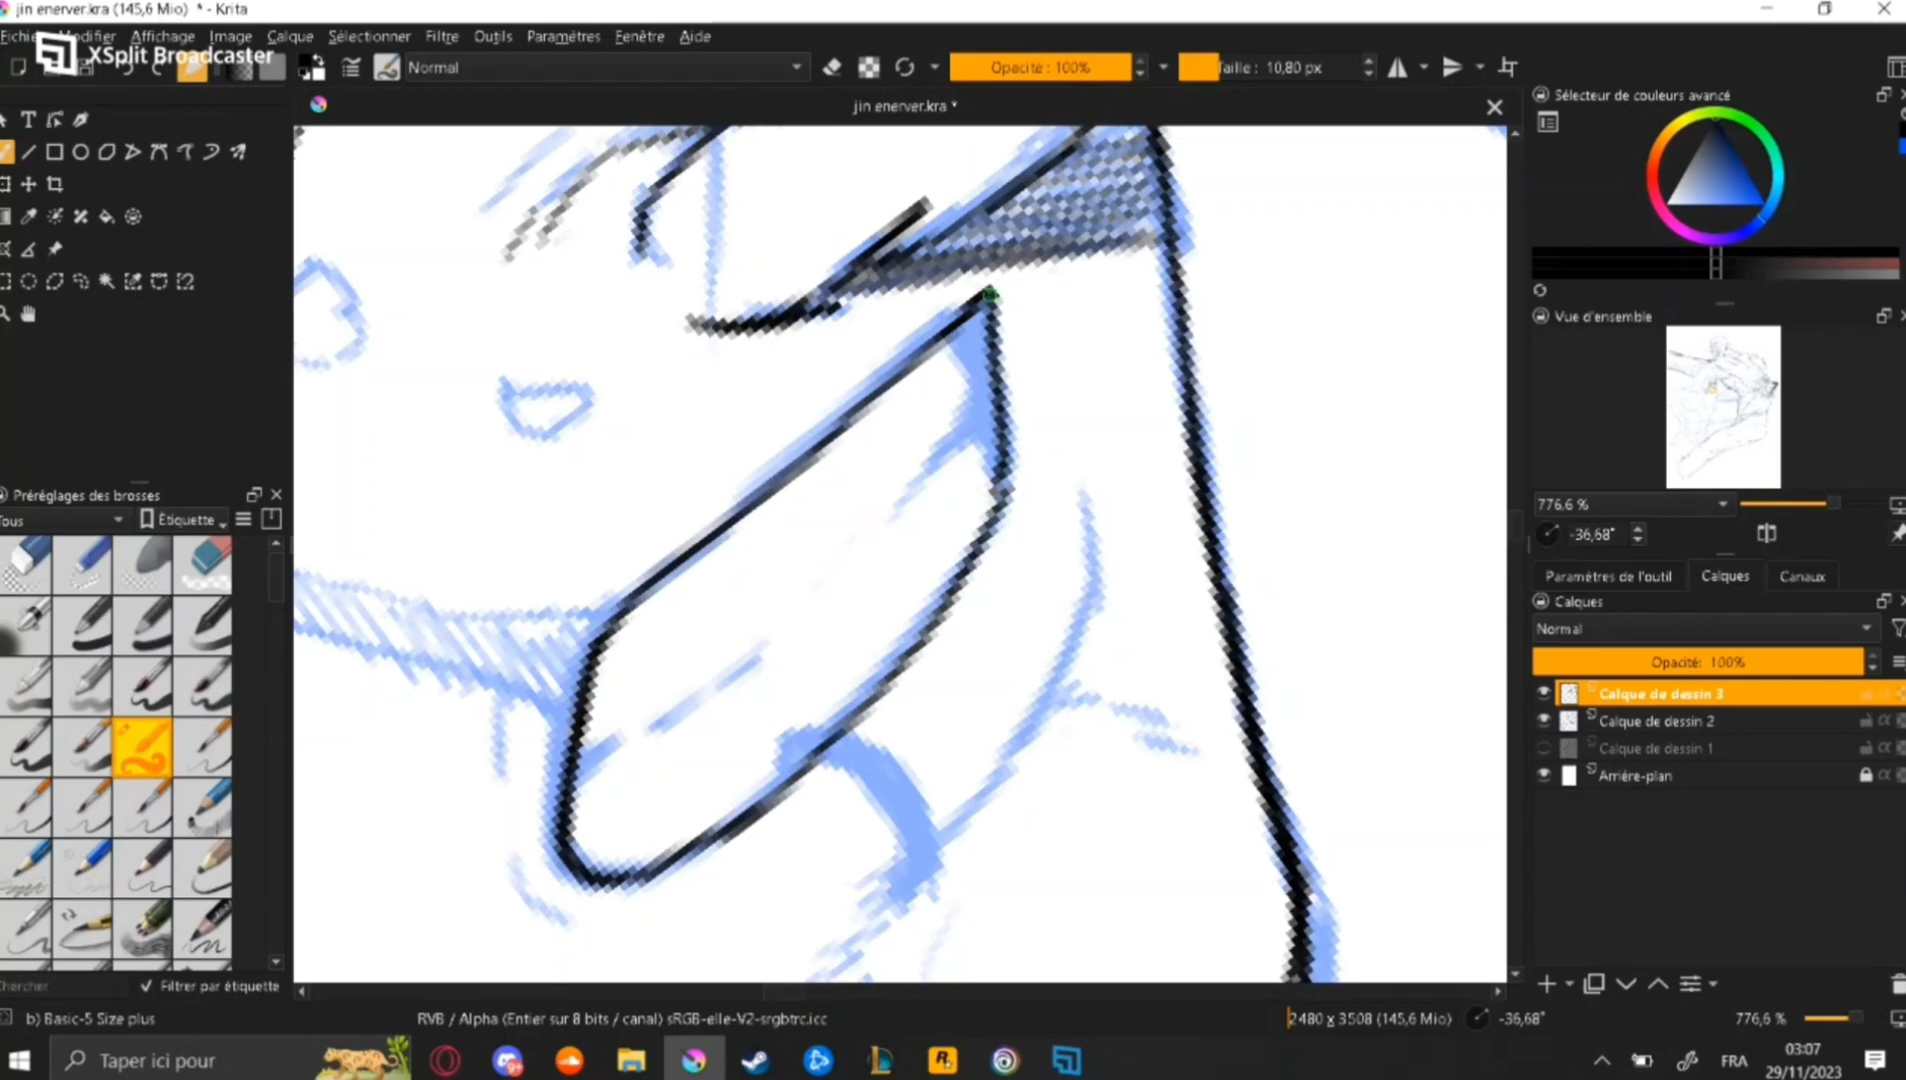 jin enerver.kra (145,6 Mio) * - Krita
Fichier Modifier Affichage Image Calque Sélectionner Filtre Outils Paramètres Fenêtre Aide
XSplit Broadcaster
Normal
Opacité : 100%
Taille : 10,80 px
jin enerver.kra *
Sélecteur de couleurs avancé
Vue d'ensemble
776,6 %
-36,68°
Paramètres de l'outil
Calques
Canaux
Calques
Normal
Opacité: 100%
Calque de dessin 3
Calque de dessin 2
Calque de dessin 1
Arrière-plan
Préréglages des brosses
Tous
Étiquette
Chercher
Filtrer par étiquette
b) Basic-5 Size plus
RVB / Alpha (Entier sur 8 bits / canal) sRGB-elle-V2-srgbtrc.icc
2480 x 3508 (145,6 Mio)
-36,68°
776,6 %
Taper ici pour
FRA
03:07
29/11/2023